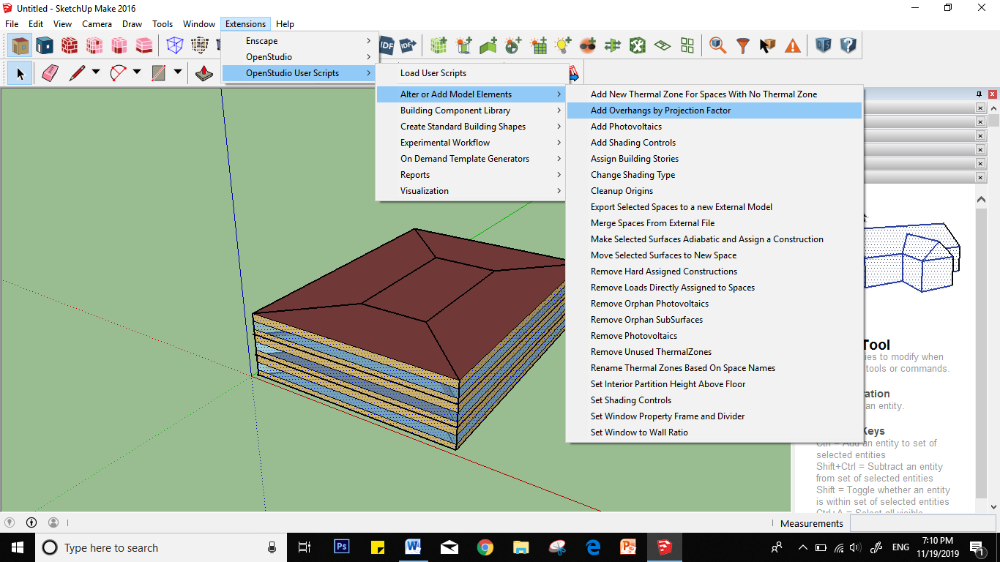 Untitled - SketchUp Make 2016
File Edit View Camera Draw Tools Window Extensions Help
Enscape
OpenStudio
OpenStudio User Scripts
IDF
IDF
Load User Scripts
Alter or Add Model Elements
Building Component Library
Create Standard Building Shapes
Experimental Workflow
On Demand Template Generators
Reports
Visualization
Add New Thermal Zone For Spaces With No Thermal Zone
Add Overhangs by Projection Factor
Add Photovoltaics
Add Shading Controls
Assign Building Stories
Change Shading Type
Cleanup Origins
Export Selected Spaces to a new External Model
Merge Spaces From External File
Make Selected Surfaces Adiabatic and Assign a Construction
Move Selected Surfaces to New Space
Remove Hard Assigned Constructions
Remove Loads Directly Assigned to Spaces
Remove Orphan Photovoltaics
Remove Orphan SubSurfaces
Remove Photovoltaics
Remove Unused ThermalZones
Rename Thermal Zones Based On Space Names
Set Interior Partition Height Above Floor
Set Shading Controls
Set Window Property Frame and Divider
Set Window to Wall Ratio
Tool
ies to modify when
tools or commands.
ration
an entity.
Keys
Ctrl = Add an entity to set of
selected entities
Shift+Ctrl = Subtract an entity
from set of selected entities
Shift = Toggle whether an entity
is within set of selected entities
Ctrl+A = Select all visible
Measurements
Type here to search
Ps
ENG
7:10 PM
11/19/2019
1